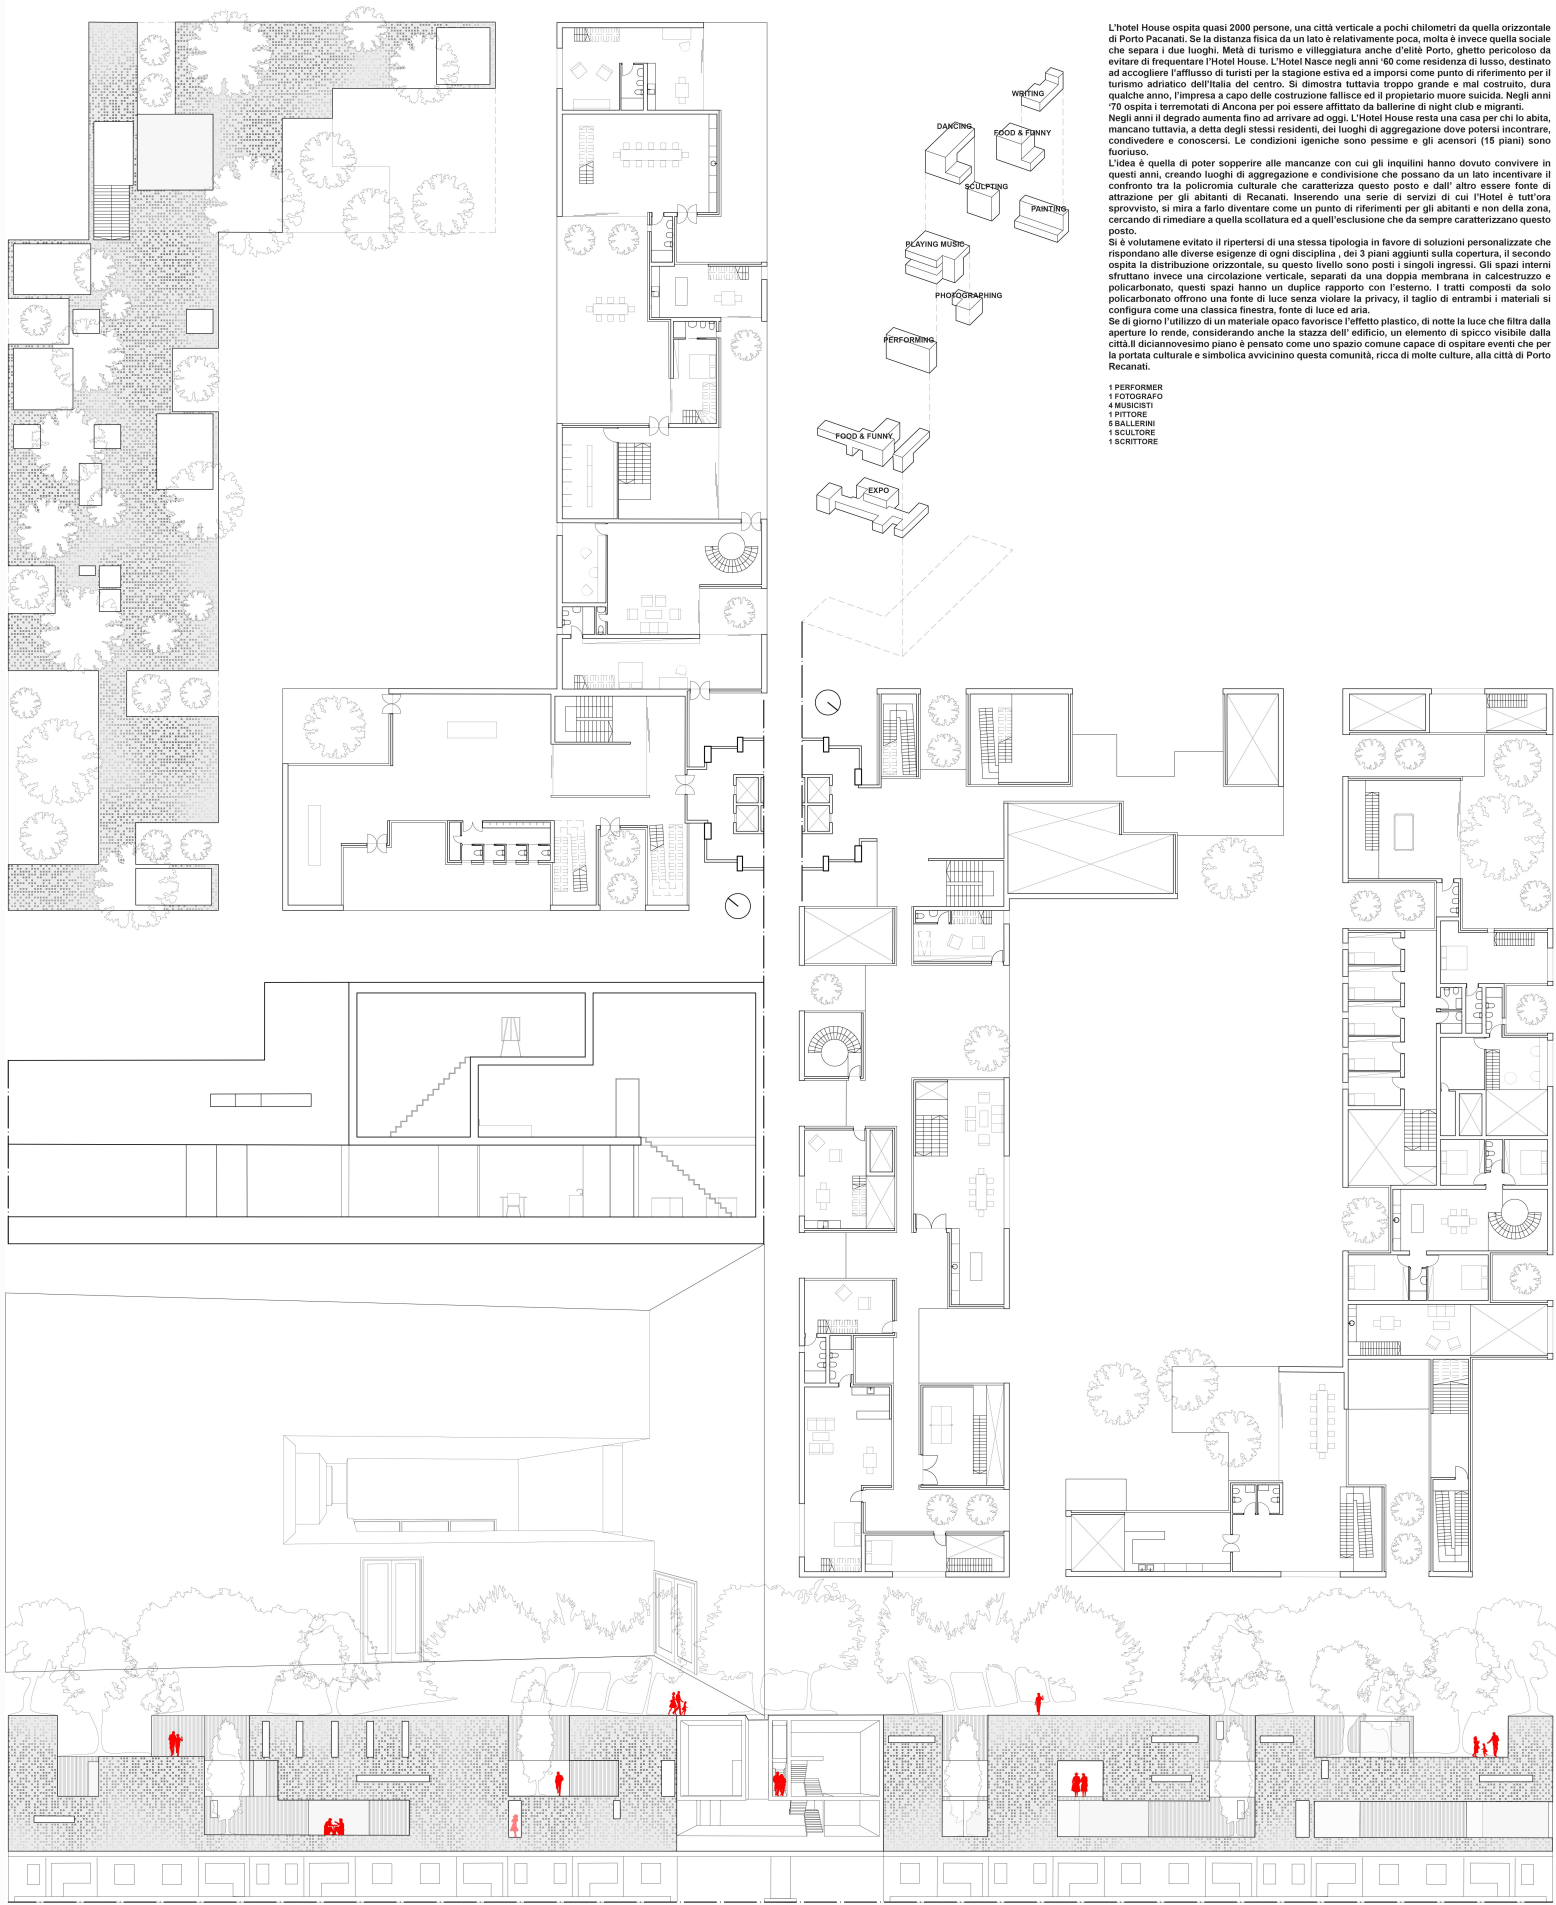 L'hotel House ospita quasi 2000 persone, una città verticale a pochi chilometri da quella orizzontale
di Porto Pacanati. Se la distanza fisica da un lato è relativamente poca, molta è invece quella sociale
che separa i due luoghi. Metà di turismo e villeggiatura anche d'elitè Porto, ghetto pericoloso da
evitare di frequentare l'Hotel House. L'Hotel Nasce negli anni '60 come residenza di lusso, destinato
ad accogliere l'afflusso di turisti per la stagione estiva ed a imporsi come punto di riferimento per il
turismo adriatico dell'Italia del centro. Si dimostra tuttavia troppo grande e mal costruito, dura
qualche anno, l'impresa a capo delle costruzione fallisce ed il propietario muore suicida. Negli anni
'70 ospita i terremotati di Ancona per poi essere affittato da ballerine di night club e migranti.
Negli anni il degrado aumenta fino ad arrivare ad oggi. L'Hotel House resta una casa per chi lo abita,
mancano tuttavia, a detta degli stessi residenti, dei luoghi di aggregazione dove potersi incontrare,
condivedere e conoscersi. Le condizioni igeniche sono pessime e gli acensori (15 piani) sono
fuoriuso.
L'idea è quella di poter sopperire alle mancanze con cui gli inquilini hanno dovuto convivere in
questi anni, creando luoghi di aggregazione e condivisione che possano da un lato incentivare il
confronto tra la policromia culturale che caratterizza questo posto e dall' altro essere fonte di
attrazione per gli abitanti di Recanati. Inserendo una serie di servizi di cui l'Hotel è tutt'ora
sprovvisto, si mira a farlo diventare come un punto di riferimenti per gli abitanti e non della zona,
cercando di rimediare a quella scollatura ed a quell'esclusione che da sempre caratterizzano questo
posto.
Si è volutamene evitato il ripertersi di una stessa tipologia in favore di soluzioni personalizzate che
rispondano alle diverse esigenze di ogni disciplina , dei 3 piani aggiunti sulla copertura, il secondo
ospita la distribuzione orizzontale, su questo livello sono posti i singoli ingressi. Gli spazi interni
sfruttano invece una circolazione verticale, separati da una doppia membrana in calcestruzzo e
policarbonato, questi spazi hanno un duplice rapporto con l'esterno. I tratti composti da solo
policarbonato offrono una fonte di luce senza violare la privacy, il taglio di entrambi i materiali si
configura come una classica finestra, fonte di luce ed aria.
Se di giorno l'utilizzo di un materiale opaco favorisce l'effetto plastico, di notte la luce che filtra dalla
aperture lo rende, considerando anche la stazza dell' edificio, un elemento di spicco visibile dalla
città.Il diciannovesimo piano è pensato come uno spazio comune capace di ospitare eventi che per
la portata culturale e simbolica avvicinino questa comunità, ricca di molte culture, alla città di Porto
Recanati.
1 PERFORMER
1 FOTOGRAFO
4 MUSICISTI
1 PITTORE
5 BALLERINI
1 SCULTORE
1 SCRITTORE
WRITING
DANCING
FOOD & FUNNY
SCULPTING
PAINTING
PLAYING MUSIC
PHOTOGRAPHING
PERFORMING
FOOD & FUNNY
EXPO